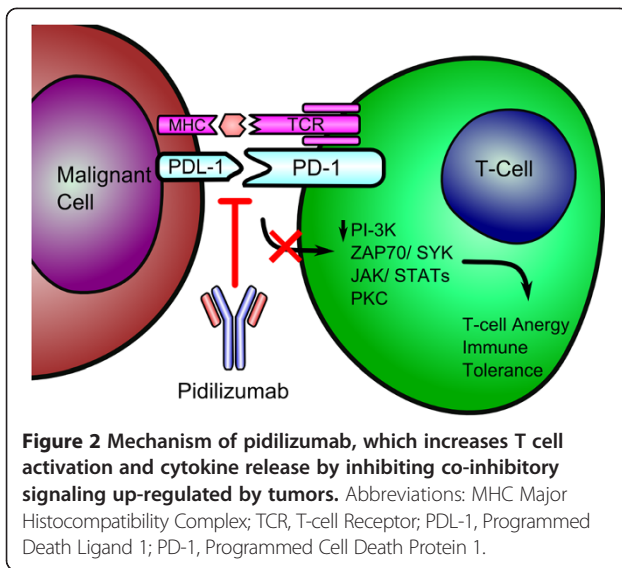 MHC
TCR
PDL-1
PD-1
Malignant
Cell
T-Cell
PI-3K
ZAP70/ SYK
JAK/ STATs
PKC
T-cell Anergy
Immune
Tolerance
Pidilizumab
Figure 2 Mechanism of pidilizumab, which increases T cell
activation and cytokine release by inhibiting co-inhibitory
signaling up-regulated by tumors. Abbreviations: MHC Major
Histocompatibility Complex; TCR, T-cell Receptor; PDL-1, Programmed
Death Ligand 1; PD-1, Programmed Cell Death Protein 1.